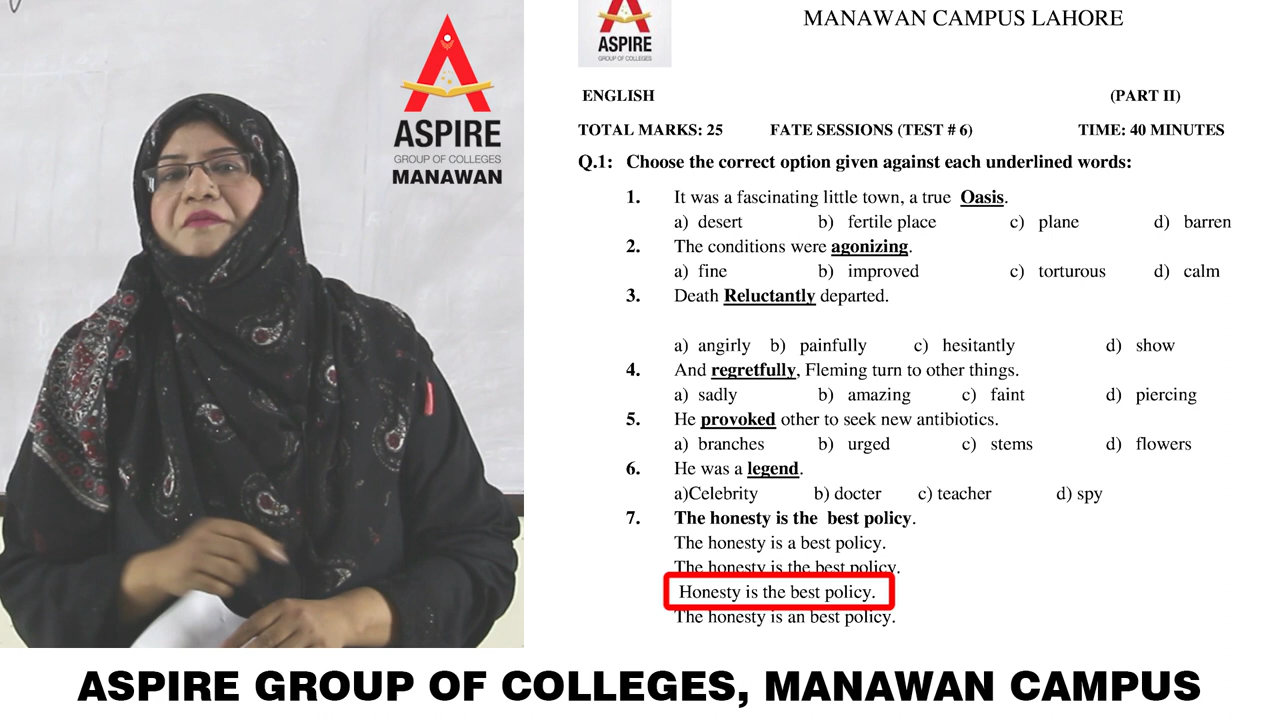 ASPIRE
GROUP OF COLLEGES
MANAWAN
ASPIRE
GROUP OF COLLEGES
MANAWAN CAMPUS LAHORE
ENGLISH (PART II)
TOTAL MARKS: 25 FATE SESSIONS (TEST # 6) TIME: 40 MINUTES
Q.1: Choose the correct option given against each underlined words:
1. It was a fascinating little town, a true Oasis.
a) desert b) fertile place c) plane d) barren
2. The conditions were agonizing.
a) fine b) improved c) torturous d) calm
3. Death Reluctantly departed.
a) angirly b) painfully c) hesitantly d) show
4. And regretfully, Fleming turn to other things.
a) sadly b) amazing c) faint d) piercing
5. He provoked other to seek new antibiotics.
a) branches b) urged c) stems d) flowers
6. He was a legend.
a)Celebrity b) docter c) teacher d) spy
7. The honesty is the best policy.
The honesty is a best policy.
The honesty is the best policy.
Honesty is the best policy.
The honesty is an best policy.
ASPIRE GROUP OF COLLEGES, MANAWAN CAMPUS